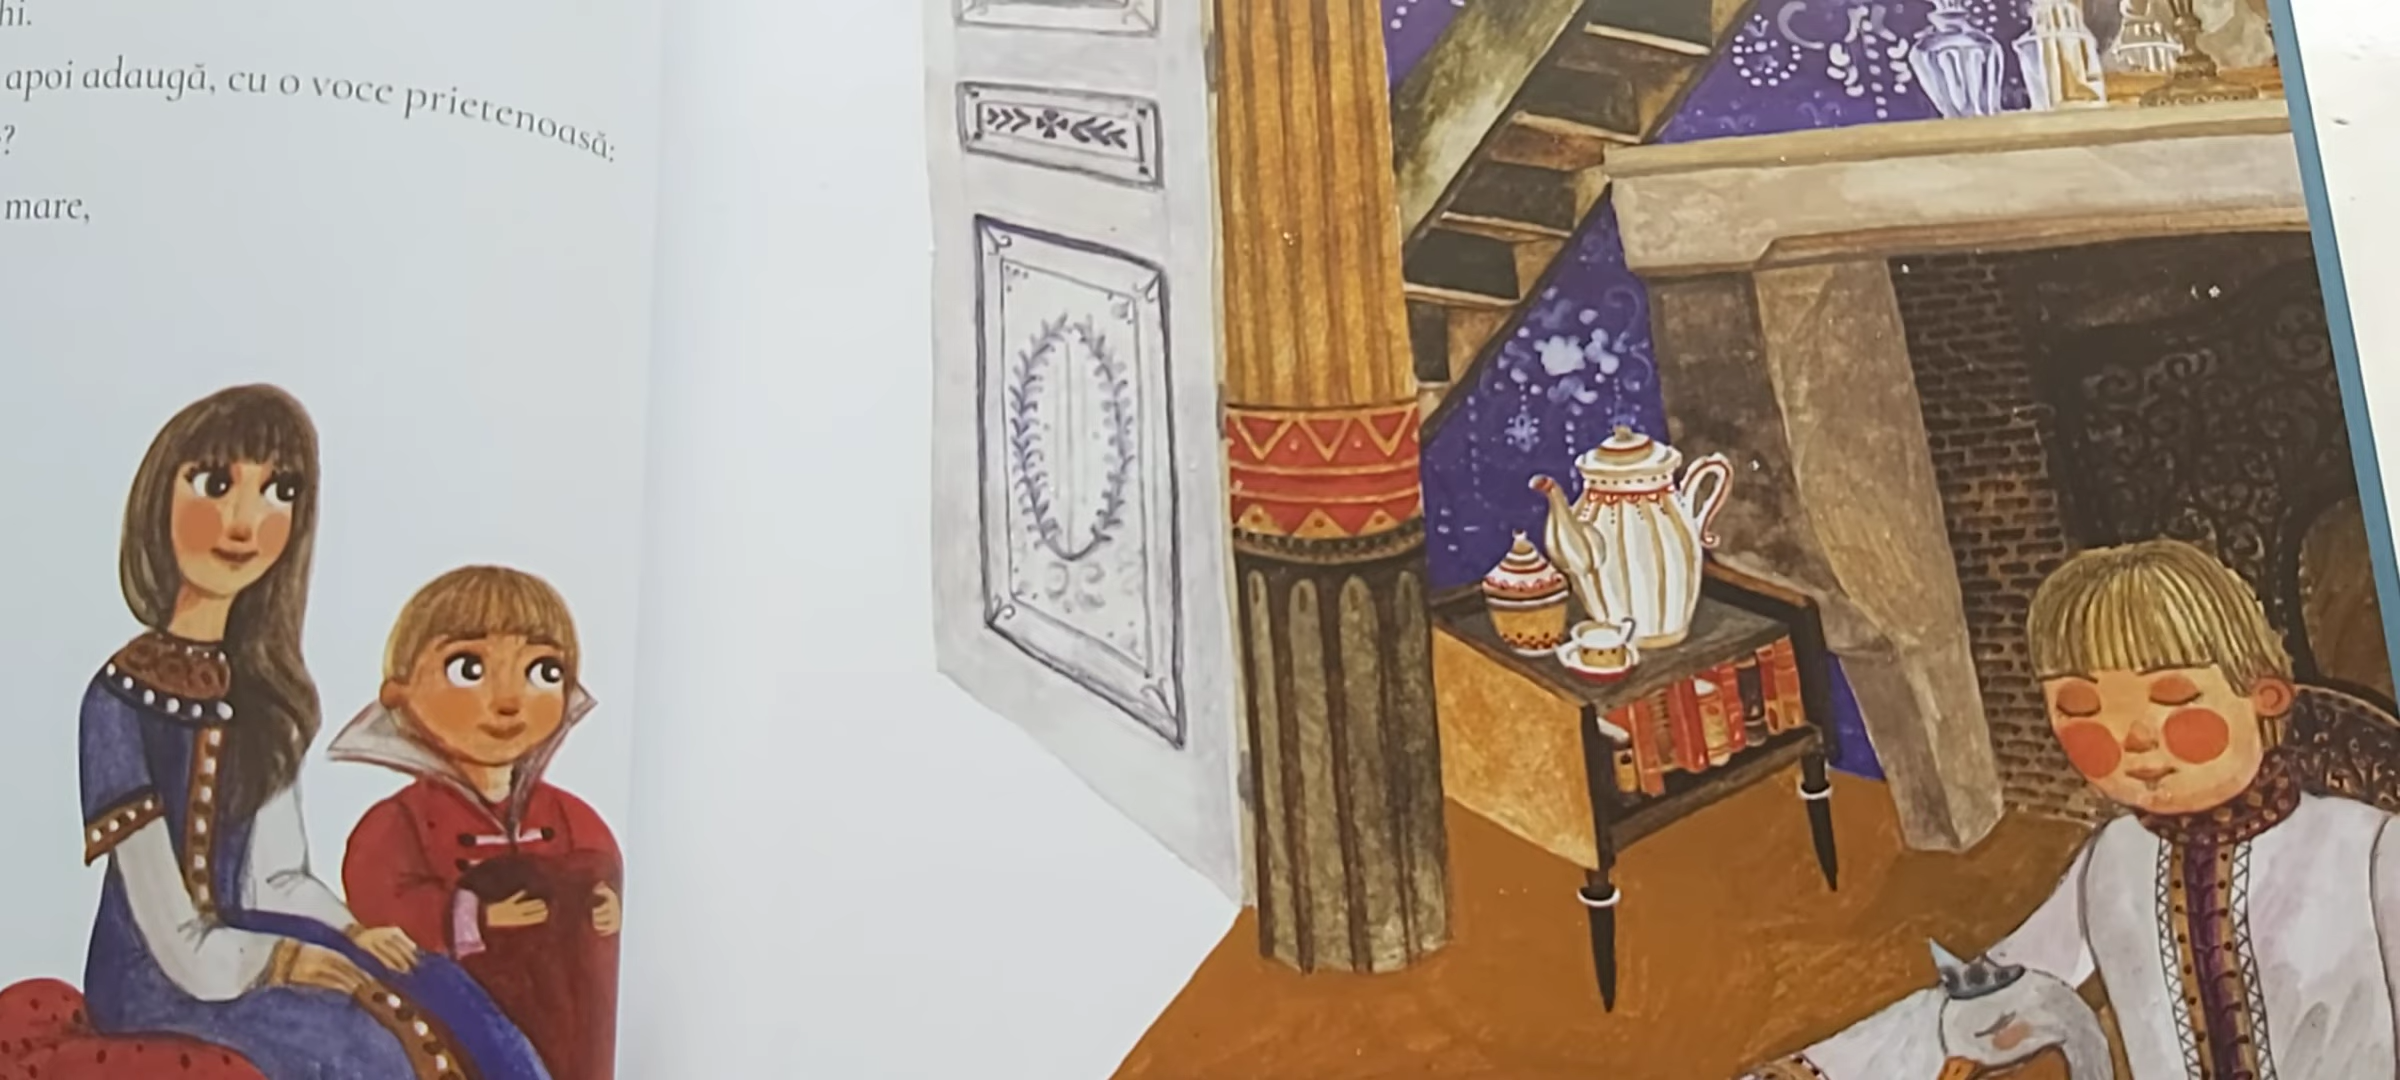 hi.
apoi adaugă, cu o voce prietenoasă:
?
mare,